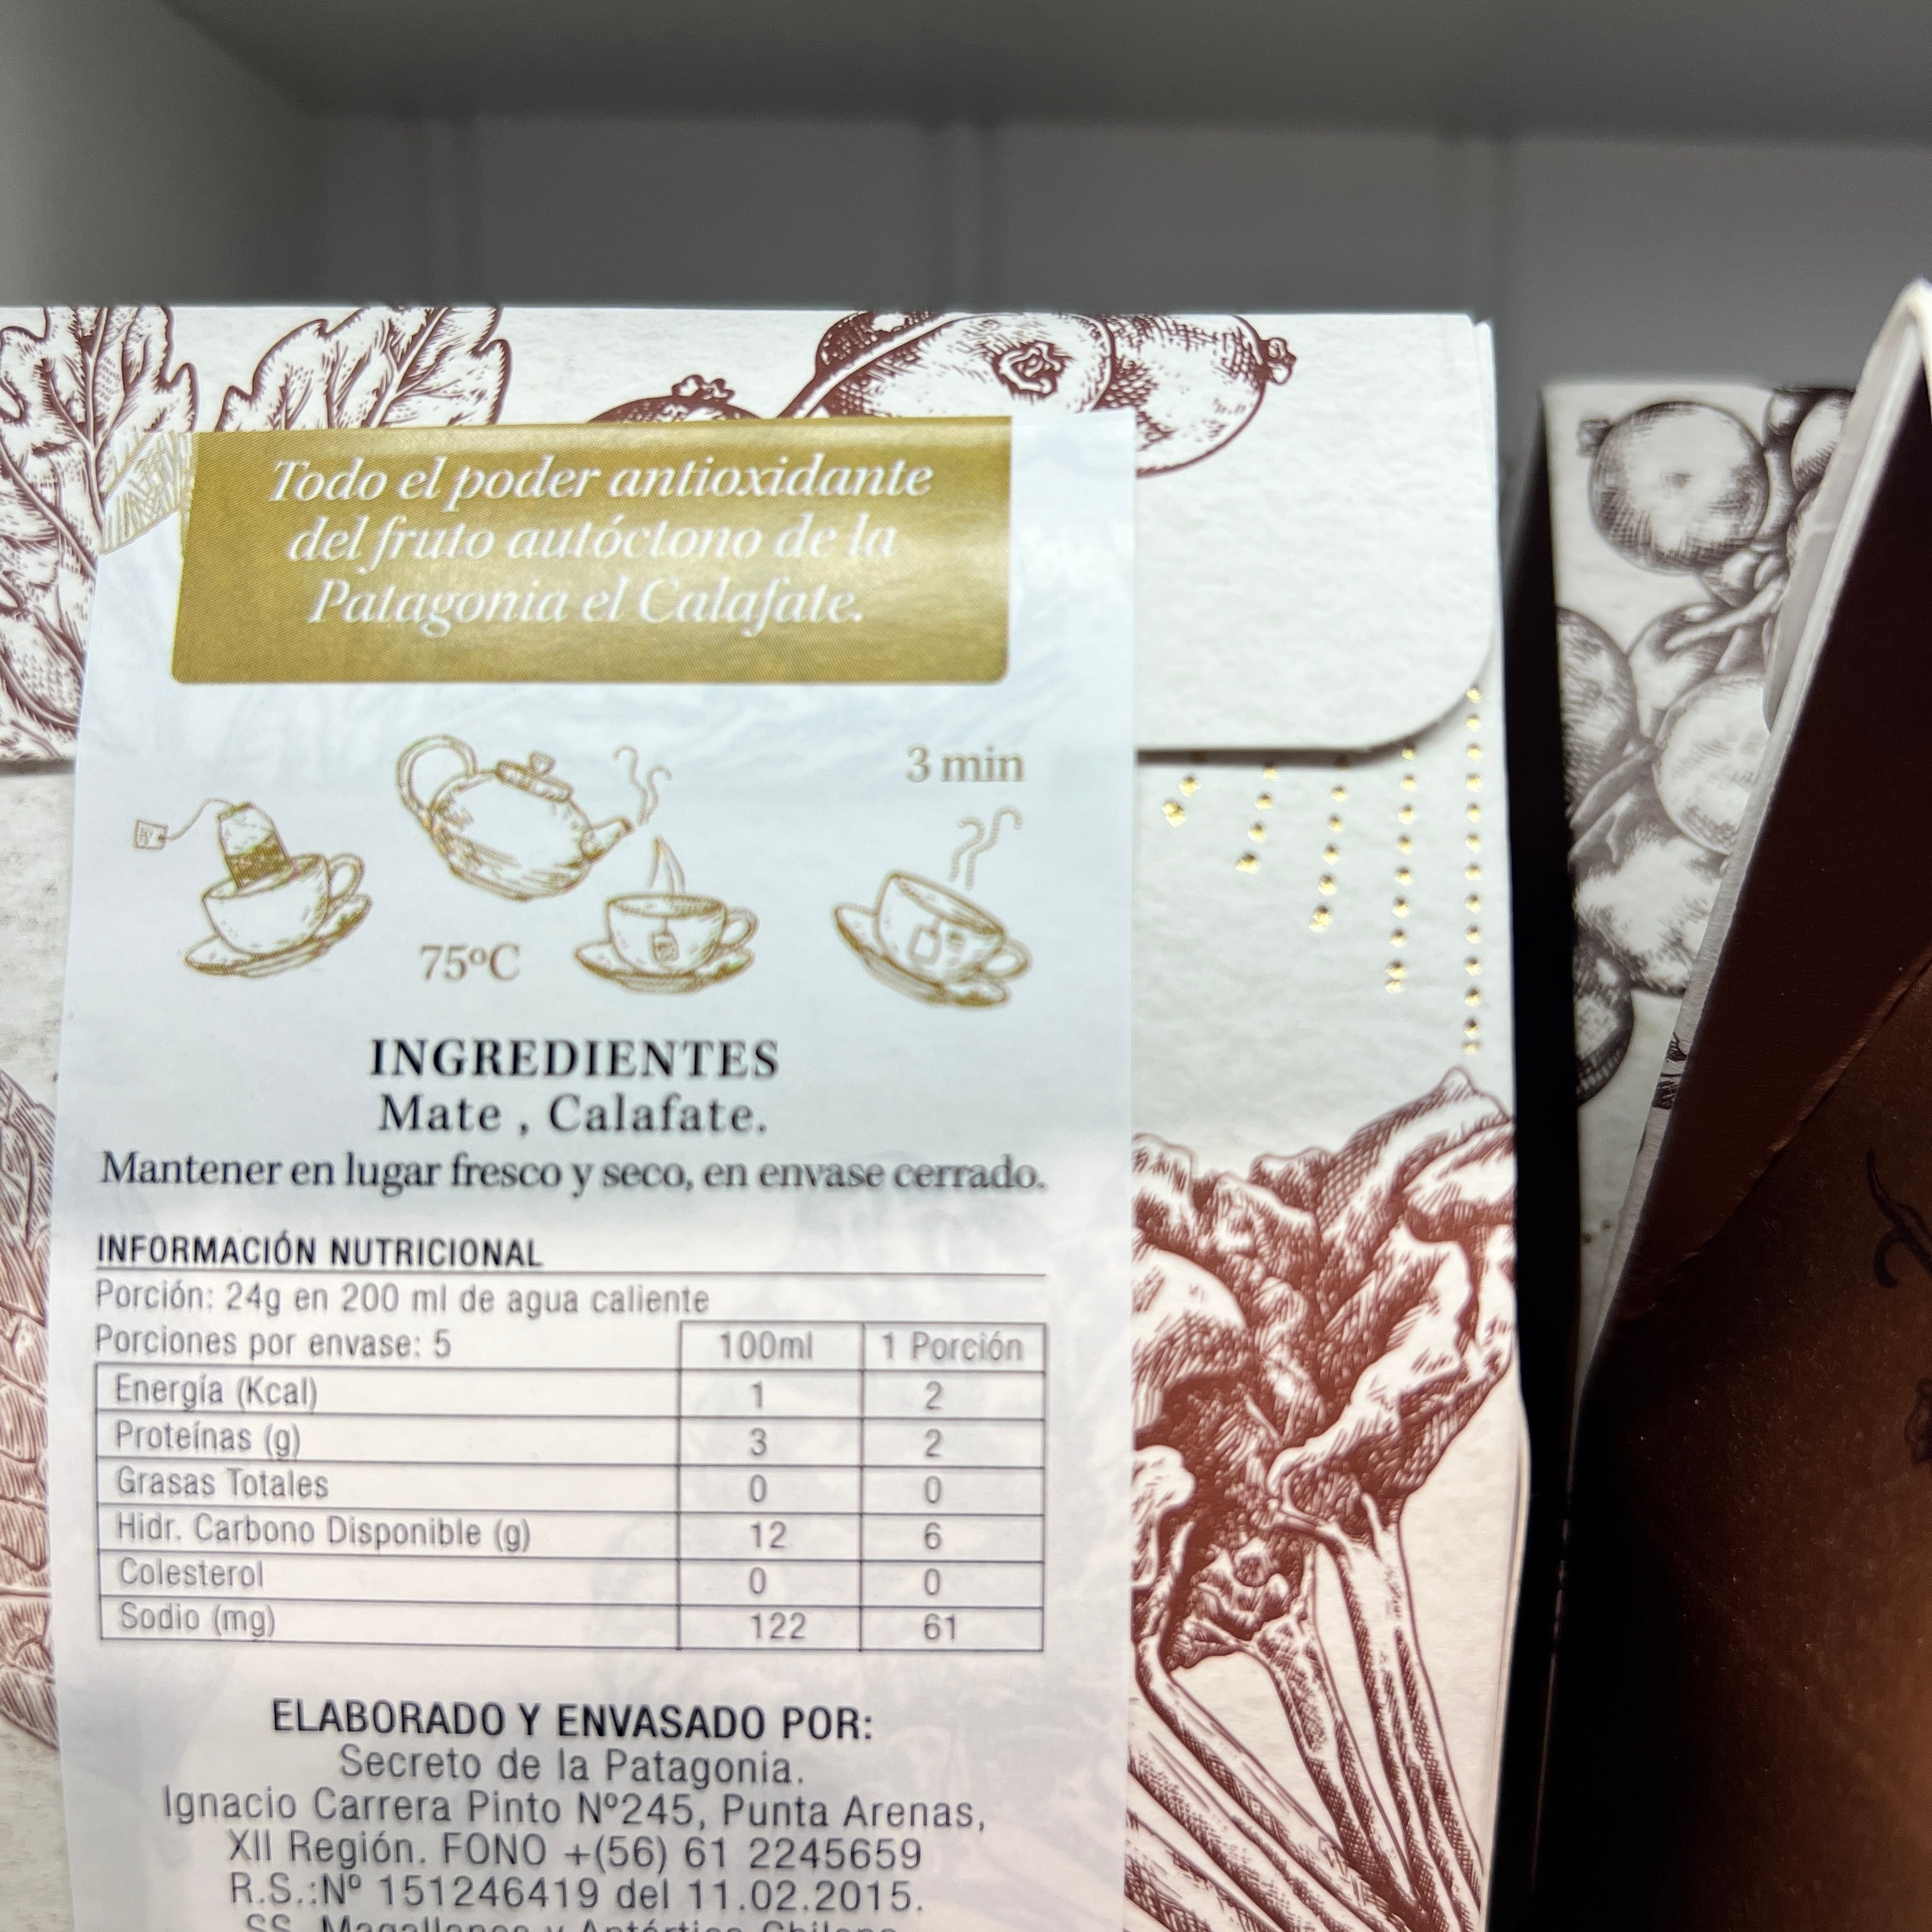 Todo el poder antioxidante
del fruto autóctono de la
Patagonia el Calafate.
3 min
75ºC
INGREDIENTES
Mate , Calafate.
Mantener en lugar fresco y seco, en envase cerrado.
INFORMACIÓN NUTRICIONAL
Porción: 24g en 200 ml de agua caliente
Porciones por envase: 5 100ml 1 Porción
Energía (Kcal) 1 2
Proteínas (g) 3 2
Grasas Totales 0 0
Hidr. Carbono Disponible (g) 12 6
Colesterol 0 0
Sodio (mg) 122 61
ELABORADO Y ENVASADO POR:
Secreto de la Patagonia.
Ignacio Carrera Pinto Nº245, Punta Arenas,
XII Región. FONO +(56) 61 2245659
R.S.:Nº 151246419 del 11.02.2015.
SS. Magallanes y Antártica Chilena